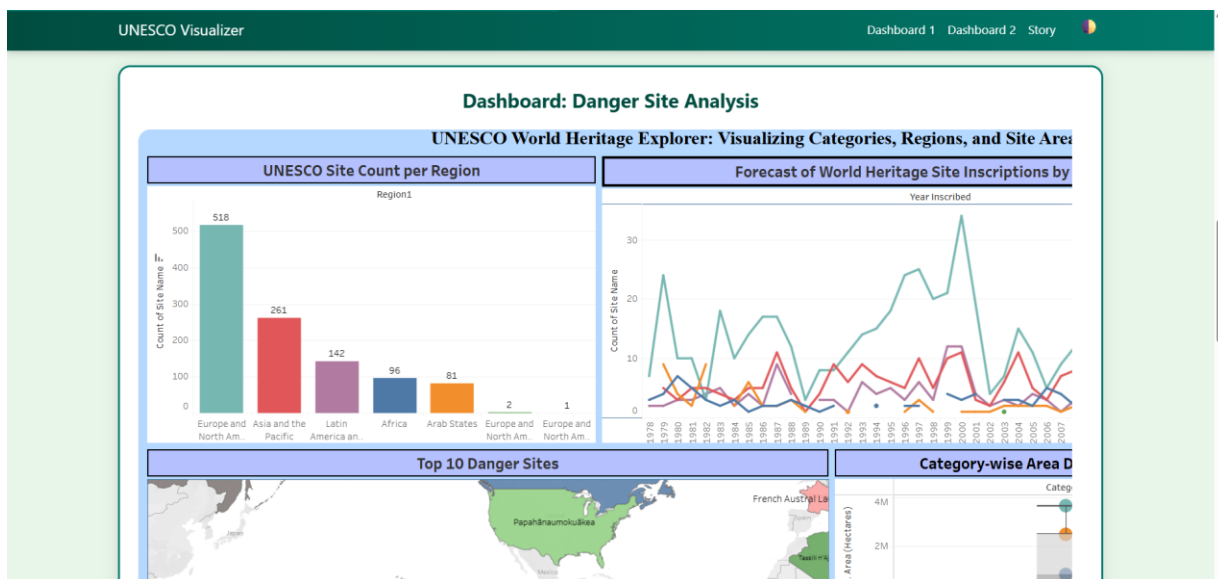 UNESCO Visualizer
Dashboard 1 Dashboard 2 Story
Dashboard: Danger Site Analysis
UNESCO World Heritage Explorer: Visualizing Categories, Regions, and Site Area
UNESCO Site Count per Region
Region1
Count of Site Name
500
400
300
200
100
0
518
261
142
96
81
2
1
Europe and North Am..
Asia and the Pacific
Latin America an..
Africa
Arab States
Europe and North Am..
Europe and North Am..
Forecast of World Heritage Site Inscriptions by
Year Inscribed
Count of Site Name
30
20
10
0
1978
1979
1980
1981
1982
1983
1984
1985
1986
1987
1988
1989
1990
1991
1992
1993
1994
1995
1996
1997
1998
1999
2000
2001
2002
2003
2004
2005
2006
2007
Top 10 Danger Sites
Japan
Papahānaumokuākea
Mexico
French Austral La
Spain
Category-wise Area D
Catego
4M
2M
Area (Hectares)